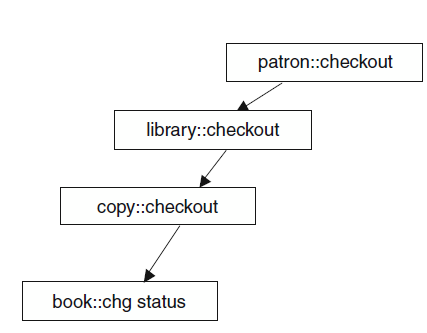 patron::checkout
library::checkout
copy::checkout
book::chg status